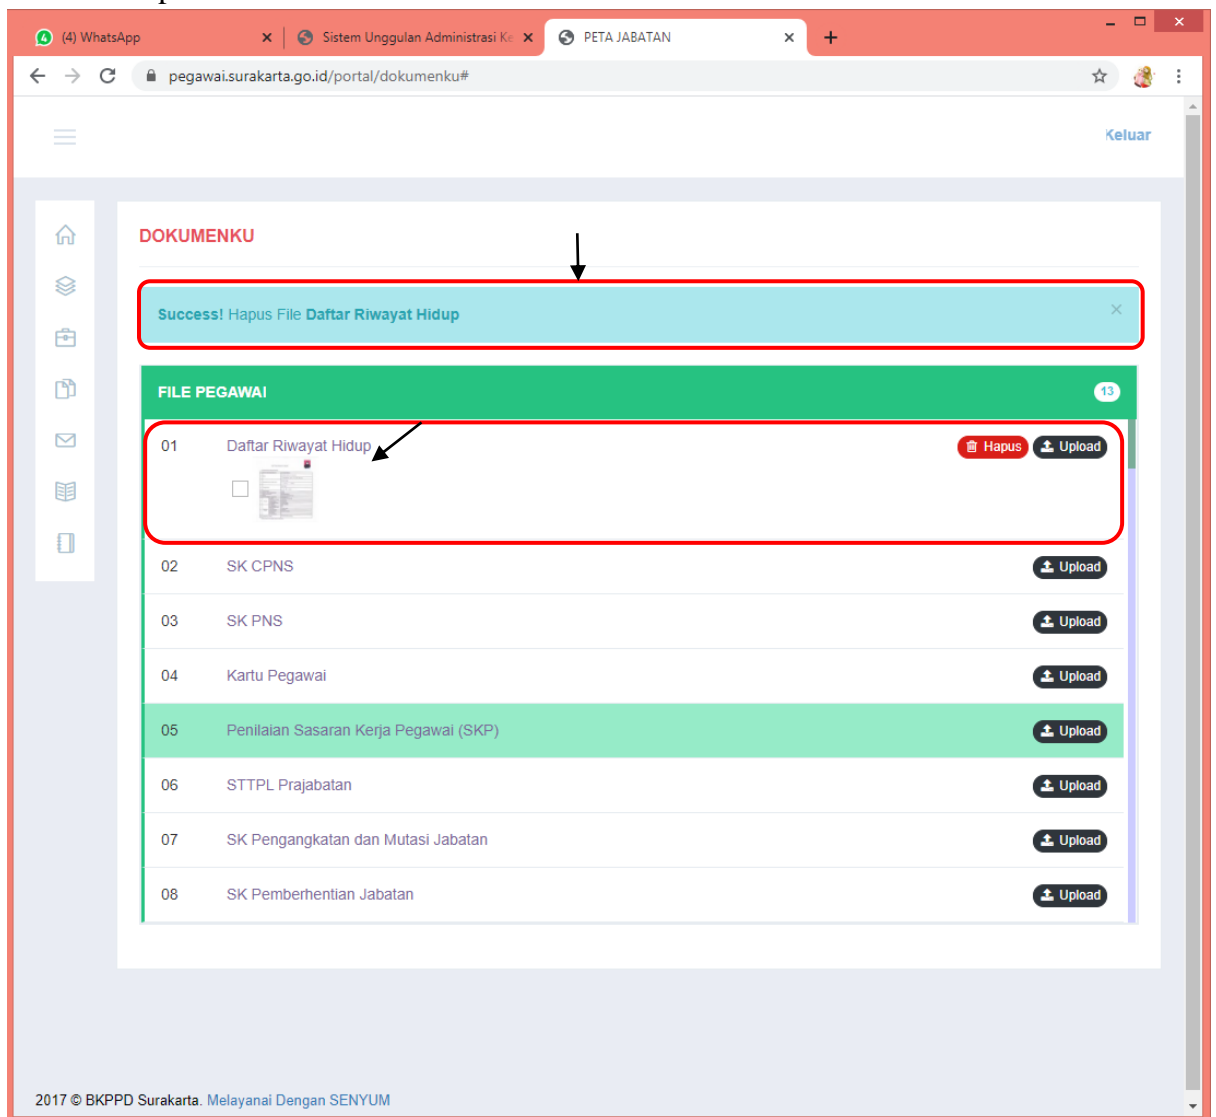 (4) WhatsApp
Sistem Unggulan Administrasi Ke
PETA JABATAN
pegawai.surakarta.go.id/portal/dokumenku#
Keluar
DOKUMENKU
Success! Hapus File Daftar Riwayat Hidup
FILE PEGAWAI 13
01 Daftar Riwayat Hidup Hapus Upload
02 SK CPNS Upload
03 SK PNS Upload
04 Kartu Pegawai Upload
05 Penilaian Sasaran Kerja Pegawai (SKP) Upload
06 STTPL Prajabatan Upload
07 SK Pengangkatan dan Mutasi Jabatan Upload
08 SK Pemberhentian Jabatan Upload
2017 © BKPPD Surakarta. Melayanai Dengan SENYUM